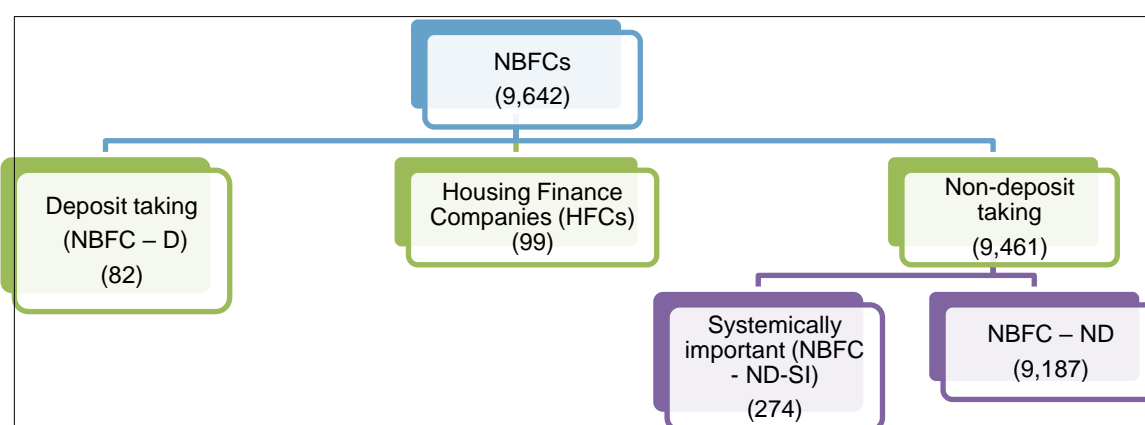 NBFCs
(9,642)
Deposit taking
(NBFC – D)
(82)
Housing Finance
Companies (HFCs)
(99)
Non-deposit
taking
(9,461)
Systemically
important (NBFC
- ND-SI)
(274)
NBFC – ND
(9,187)